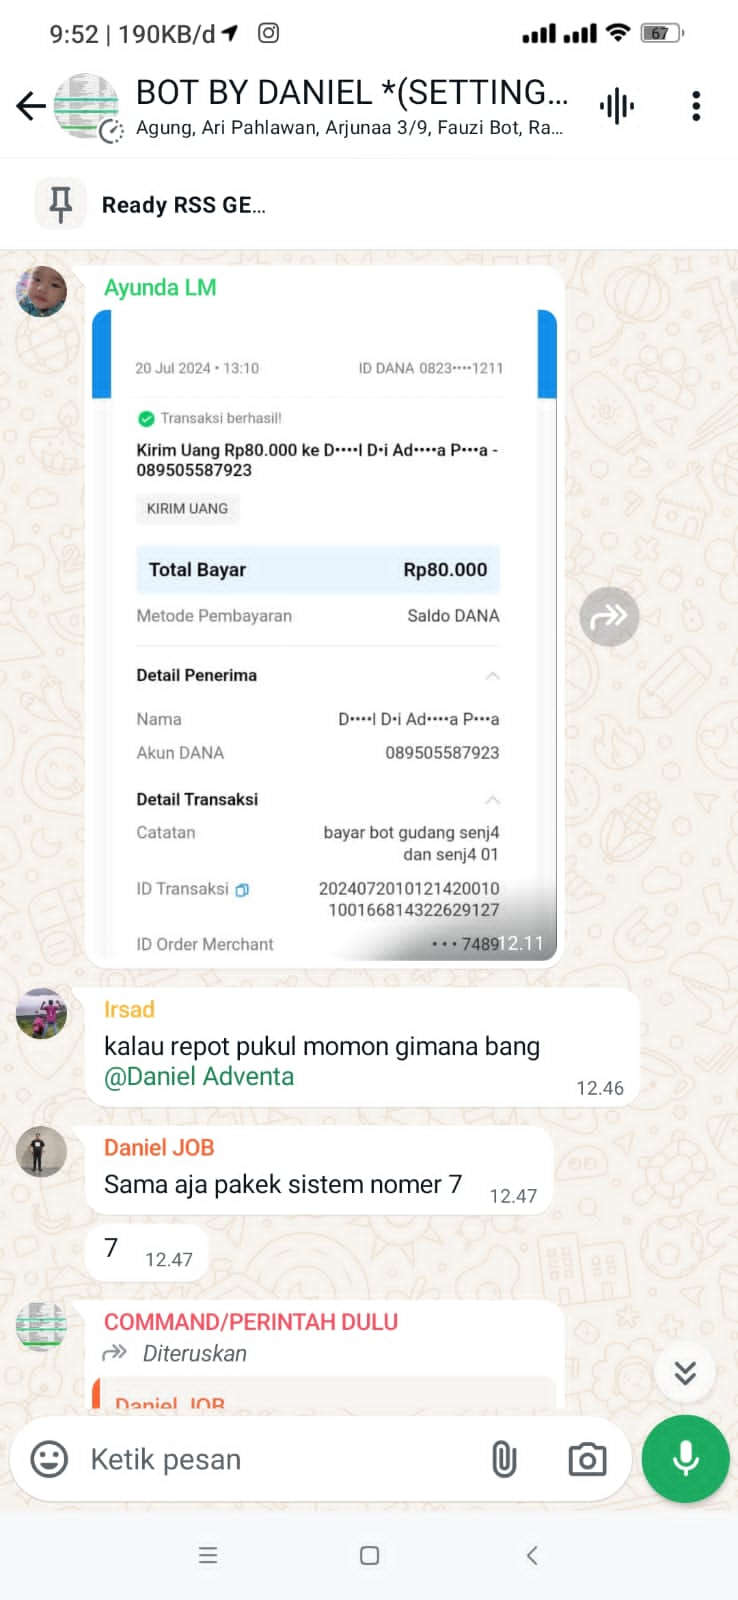 9:52 | 190KB/d
67
BOT BY DANIEL *(SETTING...
Agung, Ari Pahlawan, Arjunaa 3/9, Fauzi Bot, Ra...
Ready RSS GE...
Ayunda LM
20 Jul 2024 • 13:10 ID DANA 0823••••1211
Transaksi berhasil!
Kirim Uang Rp80.000 ke D••••l D•i Ad••••a P•••a -
089505587923
KIRIM UANG
Total Bayar Rp80.000
Metode Pembayaran Saldo DANA
Detail Penerima
Nama D••••l D•i Ad••••a P•••a
Akun DANA 089505587923
Detail Transaksi
Catatan bayar bot gudang senj4
dan senj4 01
ID Transaksi 2024072010121420010
100166814322629127
ID Order Merchant •••7489
12.11
Irsad
kalau repot pukul momon gimana bang
@Daniel Adventa
12.46
Daniel JOB
Sama aja pakek sistem nomer 7 12.47
7 12.47
COMMAND/PERINTAH DULU
Diteruskan
Daniel JOB
Ketik pesan